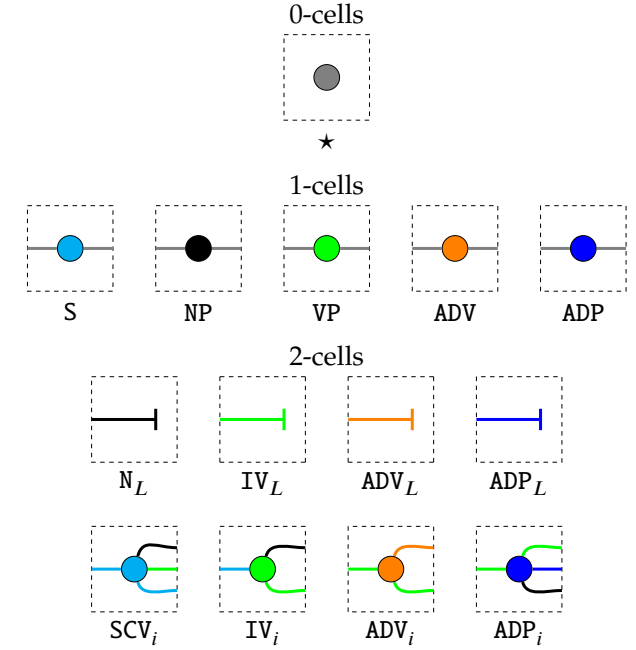 0-cells
⋆
1-cells
S NP VP ADV ADP
2-cells
N_L IV_L ADV_L ADP_L
SCV_i IV_i ADV_i ADP_i